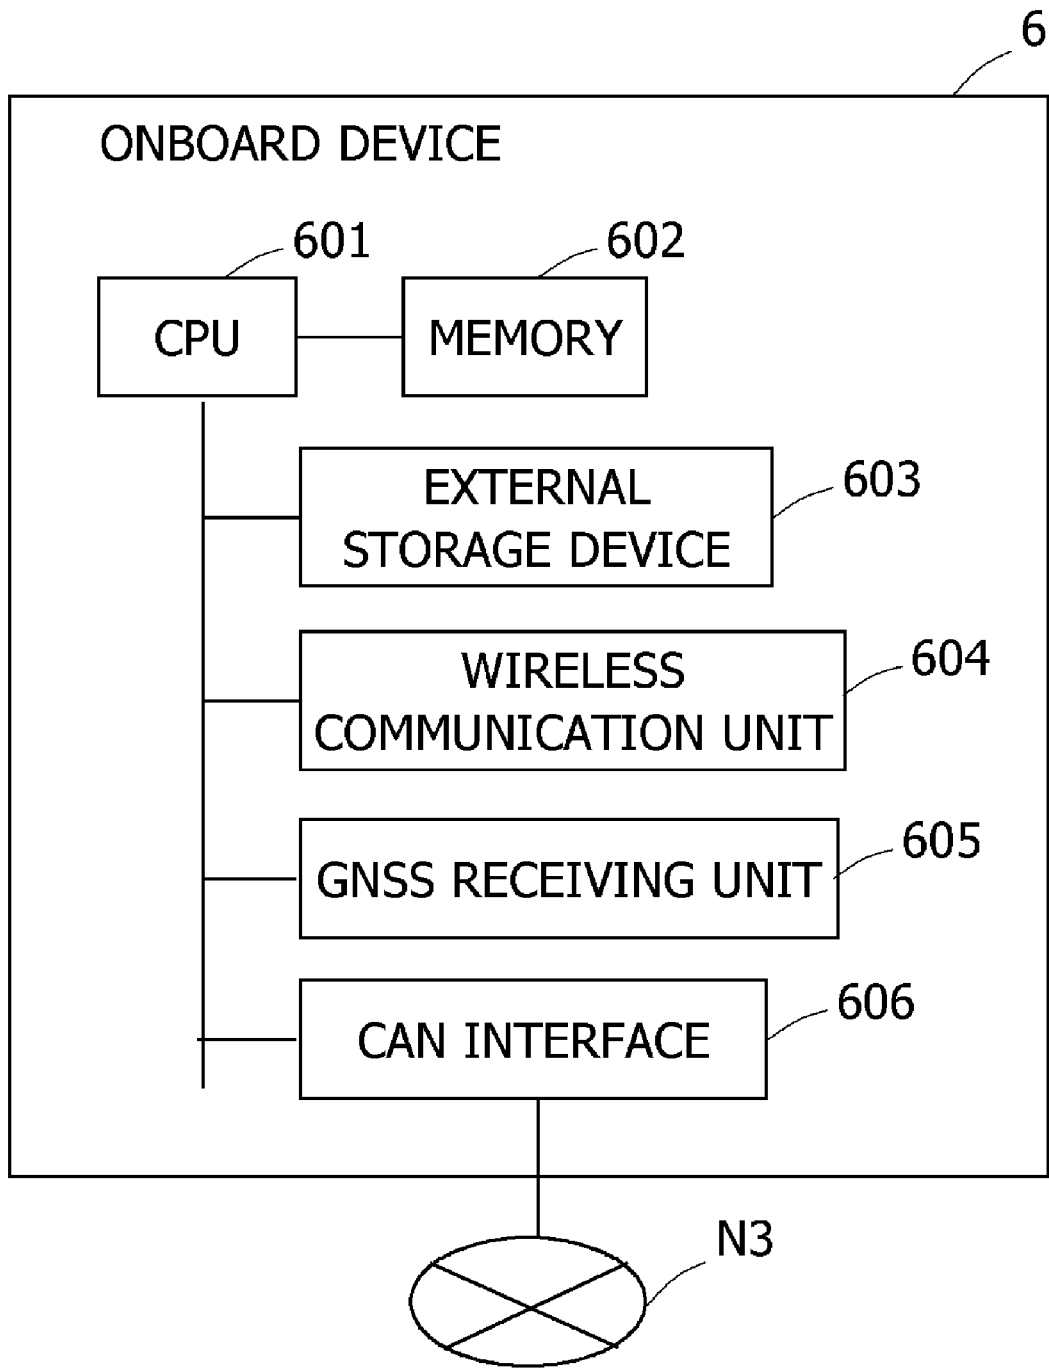 6
ONBOARD DEVICE
601
602
CPU
MEMORY
603
EXTERNAL
STORAGE DEVICE
604
WIRELESS
COMMUNICATION UNIT
605
GNSS RECEIVING UNIT
606
CAN INTERFACE
N3